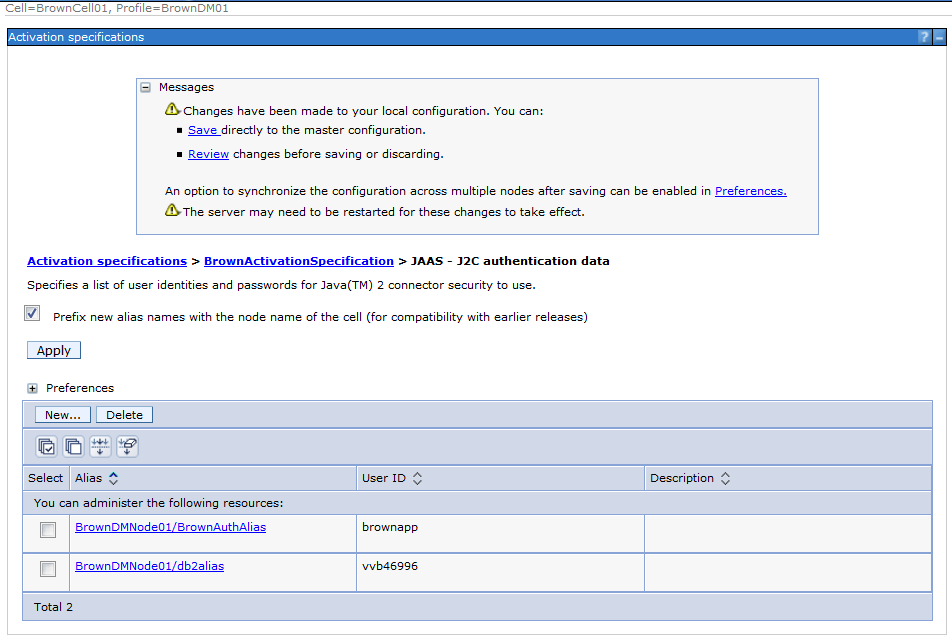 Cell=BrownCell01, Profile=BrownDM01
Activation specifications
? –
Messages
Changes have been made to your local configuration. You can:
Save directly to the master configuration.
Review changes before saving or discarding.
An option to synchronize the configuration across multiple nodes after saving can be enabled in Preferences.
The server may need to be restarted for these changes to take effect.
Activation specifications > BrownActivationSpecification > JAAS - J2C authentication data
Specifies a list of user identities and passwords for Java(TM) 2 connector security to use.
Prefix new alias names with the node name of the cell (for compatibility with earlier releases)
Apply
Preferences
New... Delete
Select Alias User ID Description
You can administer the following resources:
BrownDMNode01/BrownAuthAlias brownapp
BrownDMNode01/db2alias vvb46996
Total 2